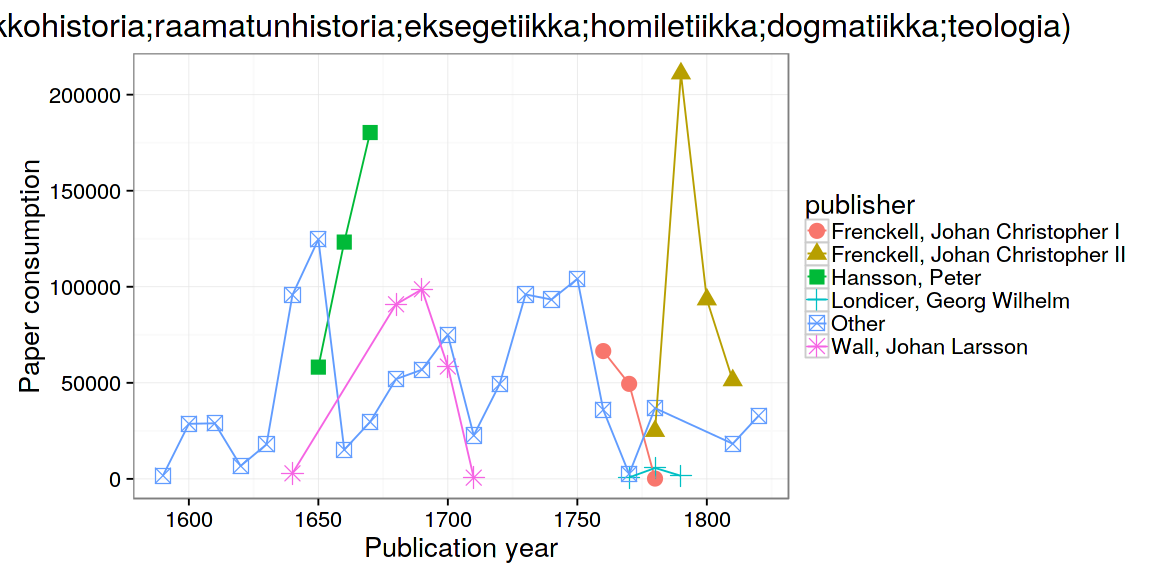 kkohistoria;raamatunhistoria;eksegetiikka;homiletiikka;dogmatiikka;teologia)
200000
150000
100000
50000
0
Paper consumption
1600 1650 1700 1750 1800
Publication year
publisher
Frenckell, Johan Christopher I
Frenckell, Johan Christopher II
Hansson, Peter
Londicer, Georg Wilhelm
Other
Wall, Johan Larsson